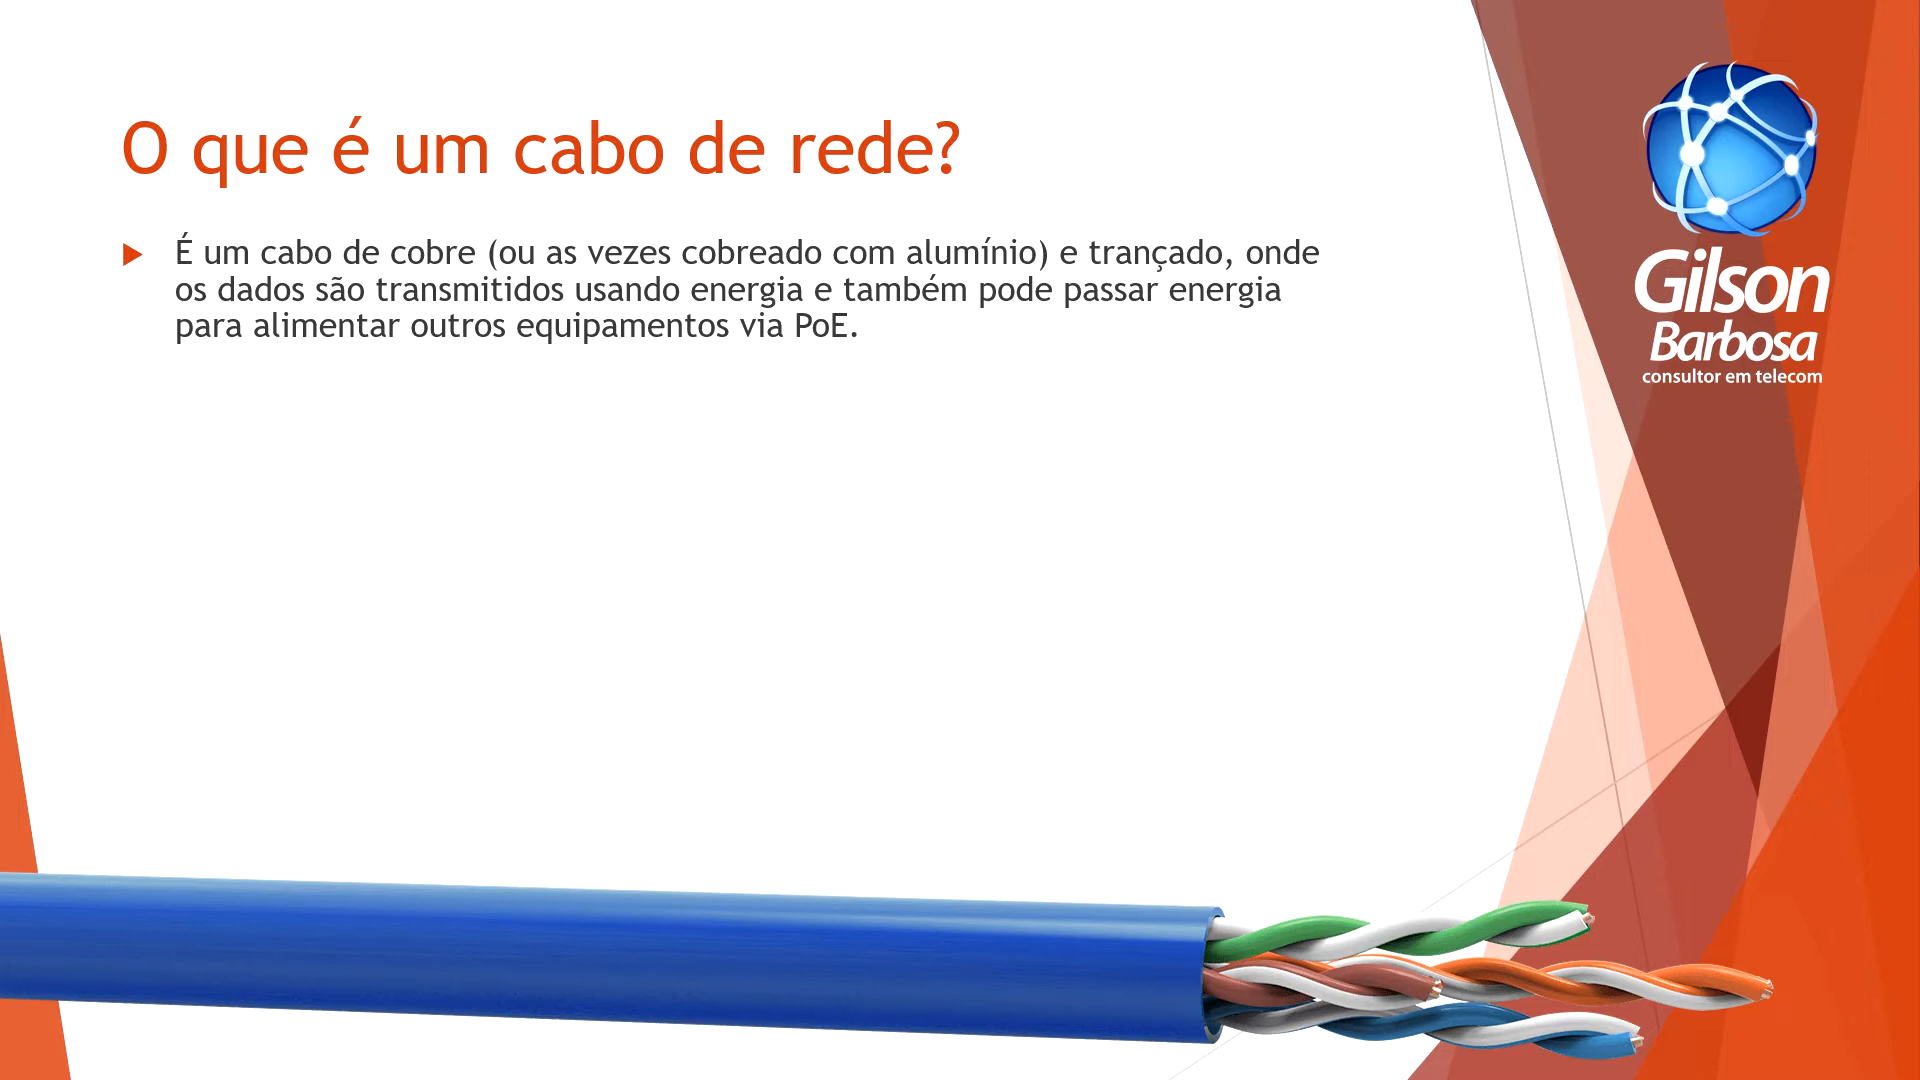 O que é um cabo de rede?
É um cabo de cobre (ou as vezes cobreado com alumínio) e trançado, onde
os dados são transmitidos usando energia e também pode passar energia
para alimentar outros equipamentos via PoE.
Gilson
Barbosa
consultor em telecom